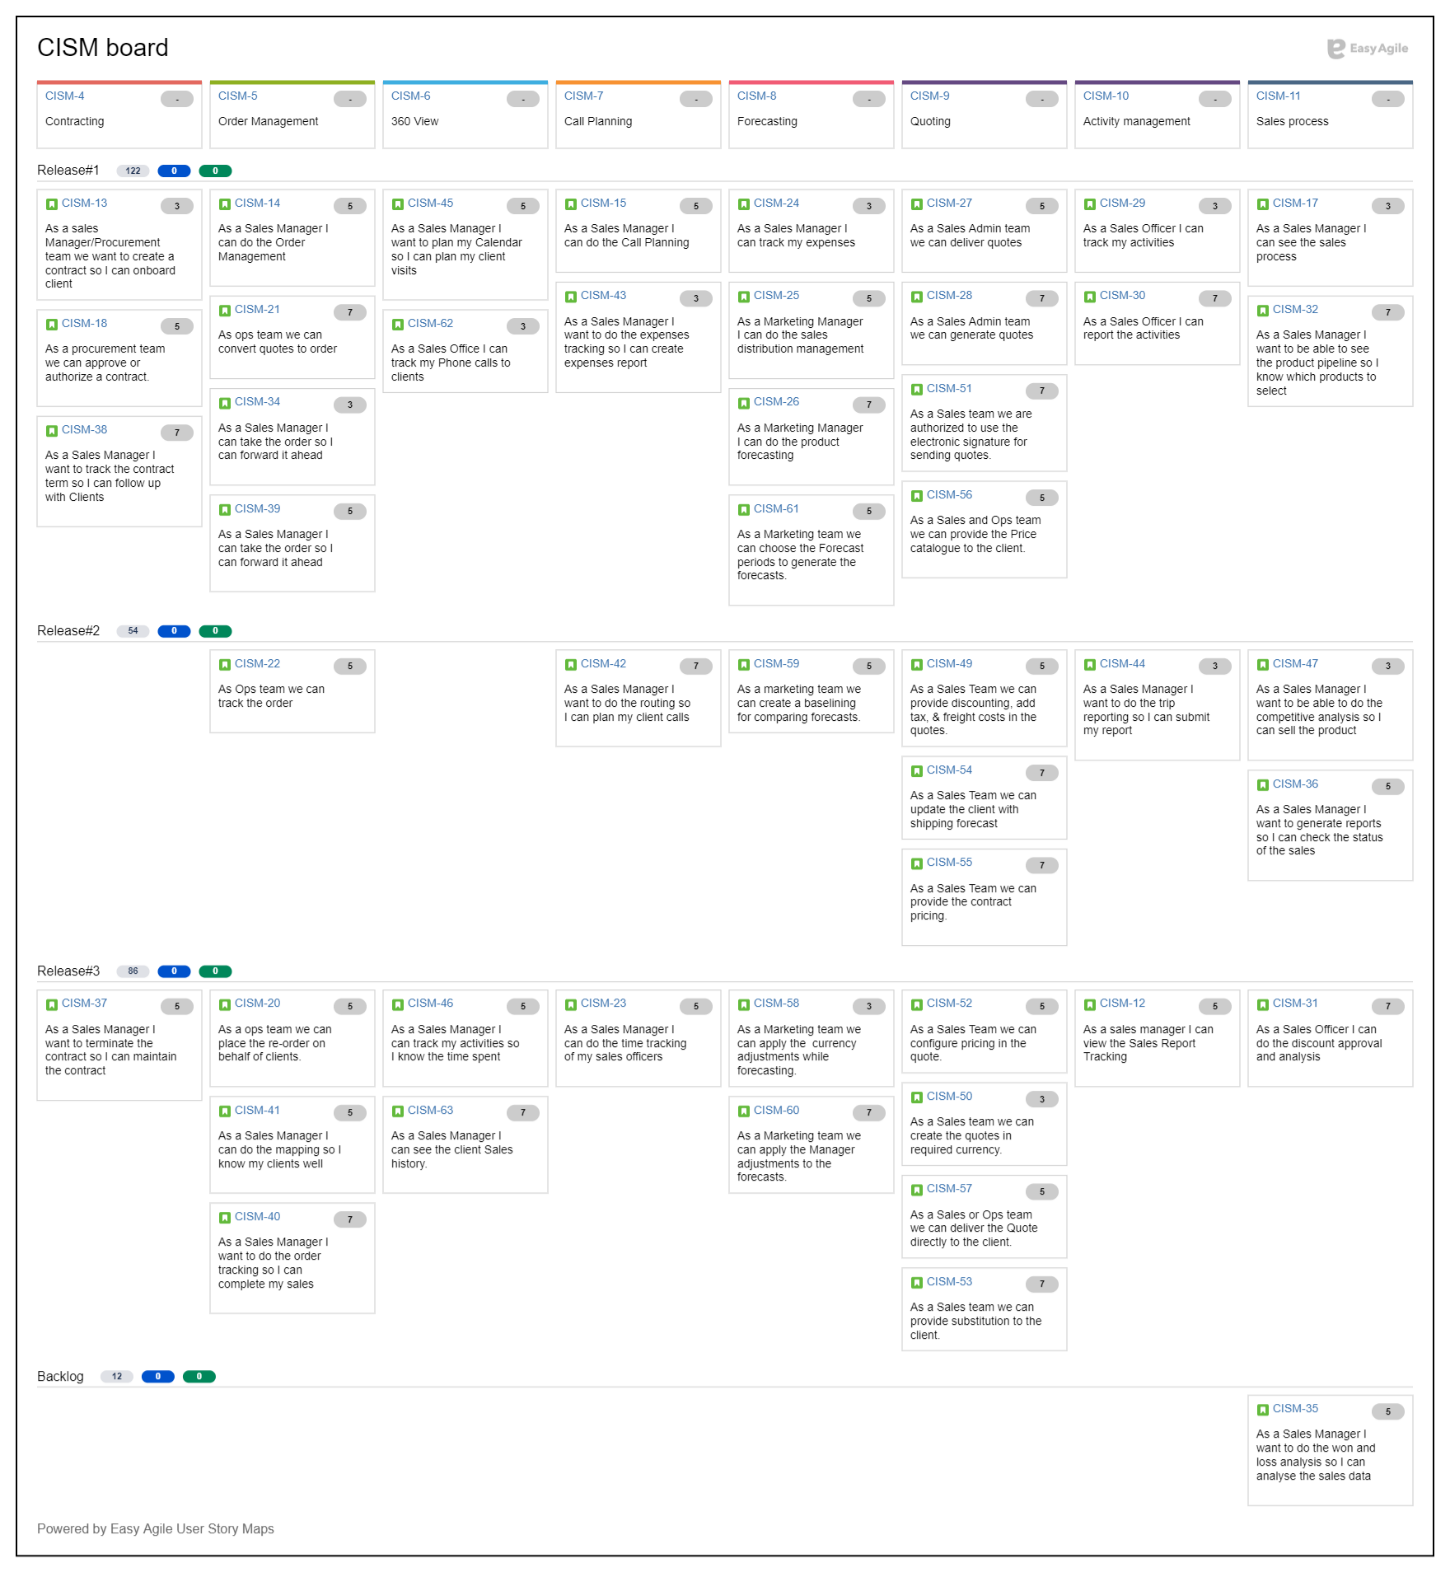 CISM board
Easy Agile
CISM-4
-
Contracting
CISM-5
-
Order Management
CISM-6
-
360 View
CISM-7
-
Call Planning
CISM-8
-
Forecasting
CISM-9
-
Quoting
CISM-10
-
Activity management
CISM-11
-
Sales process
Release#1 122 0 0
CISM-13 3
As a sales
Manager/Procurement
team we want to create a
contract so I can onboard
client
CISM-18 5
As a procurement team
we can approve or
authorize a contract.
CISM-38 7
As a Sales Manager I
want to track the contract
term so I can follow up
with Clients
CISM-14 5
As a Sales Manager I
can do the Order
Management
CISM-21 7
As ops team we can
convert quotes to order
CISM-34 3
As a Sales Manager I
can take the order so I
can forward it ahead
CISM-39 5
As a Sales Manager I
can take the order so I
can forward it ahead
CISM-45 5
As a Sales Manager I
want to plan my Calendar
so I can plan my client
visits
CISM-62 3
As a Sales Office I can
track my Phone calls to
clients
CISM-15 5
As a Sales Manager I
can do the Call Planning
CISM-43 3
As a Sales Manager I
want to do the expenses
tracking so I can create
expenses report
CISM-24 3
As a Sales Manager I
can track my expenses
CISM-25 5
As a Marketing Manager
I can do the sales
distribution management
CISM-26 7
As a Marketing Manager
I can do the product
forecasting
CISM-61 5
As a Marketing team we
can choose the Forecast
periods to generate the
forecasts.
CISM-27 5
As a Sales Admin team
we can deliver quotes
CISM-28 7
As a Sales Admin team
we can generate quotes
CISM-51 7
As a Sales team we are
authorized to use the
electronic signature for
sending quotes.
CISM-56 5
As a Sales and Ops team
we can provide the Price
catalogue to the client.
CISM-29 3
As a Sales Officer I can
track my activities
CISM-30 7
As a Sales Officer I can
report the activities
CISM-17 3
As a Sales Manager I
can see the sales
process
CISM-32 7
As a Sales Manager I
want to be able to see
the product pipeline so I
know which products to
select
Release#2 54 0 0
CISM-22 5
As Ops team we can
track the order
CISM-42 7
As a Sales Manager I
want to do the routing so
I can plan my client calls
CISM-59 5
As a marketing team we
can create a baselining
for comparing forecasts.
CISM-49 5
As a Sales Team we can
provide discounting, add
tax, & freight costs in the
quotes.
CISM-54 7
As a Sales Team we can
update the client with
shipping forecast
CISM-55 7
As a Sales Team we can
provide the contract
pricing.
CISM-44 3
As a Sales Manager I
want to do the trip
reporting so I can submit
my report
CISM-47 3
As a Sales Manager I
want to be able to do the
competitive analysis so I
can sell the product
CISM-36 5
As a Sales Manager I
want to generate reports
so I can check the status
of the sales
Release#3 86 0 0
CISM-37 5
As a Sales Manager I
want to terminate the
contract so I can maintain
the contract
CISM-20 5
As a ops team we can
place the re-order on
behalf of clients.
CISM-41 5
As a Sales Manager I
can do the mapping so I
know my clients well
CISM-40 7
As a Sales Manager I
want to do the order
tracking so I can
complete my sales
CISM-46 5
As a Sales Manager I
can track my activities so
I know the time spent
CISM-63 7
As a Sales Manager I
can see the client Sales
history.
CISM-23 5
As a Sales Manager I
can do the time tracking
of my sales officers
CISM-58 3
As a Marketing team we
can apply the currency
adjustments while
forecasting.
CISM-60 7
As a Marketing team we
can apply the Manager
adjustments to the
forecasts.
CISM-52 5
As a Sales Team we can
configure pricing in the
quote.
CISM-50 3
As a Sales team we can
create the quotes in
required currency.
CISM-57 5
As a Sales or Ops team
we can deliver the Quote
directly to the client.
CISM-53 7
As a Sales team we can
provide substitution to the
client.
CISM-12 5
As a sales manager I can
view the Sales Report
Tracking
CISM-31 7
As a Sales Officer I can
do the discount approval
and analysis
Backlog 12 0 0
CISM-35 5
As a Sales Manager I
want to do the won and
loss analysis so I can
analyse the sales data
Powered by Easy Agile User Story Maps